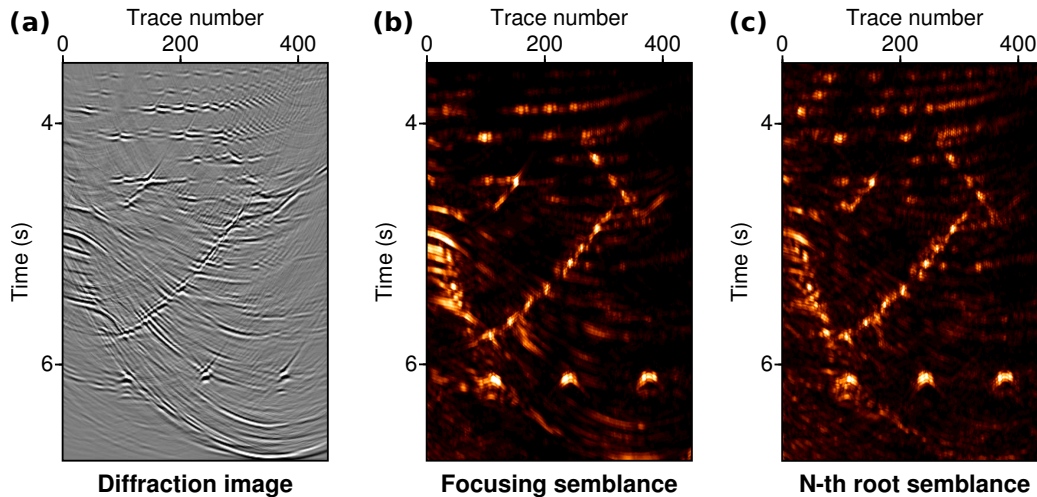 (a)
Trace number
0 200 400
4
6
Time (s)
Diffraction image
(b)
Trace number
0 200 400
4
6
Time (s)
Focusing semblance
(c)
Trace number
0 200 400
4
6
Time (s)
N-th root semblance